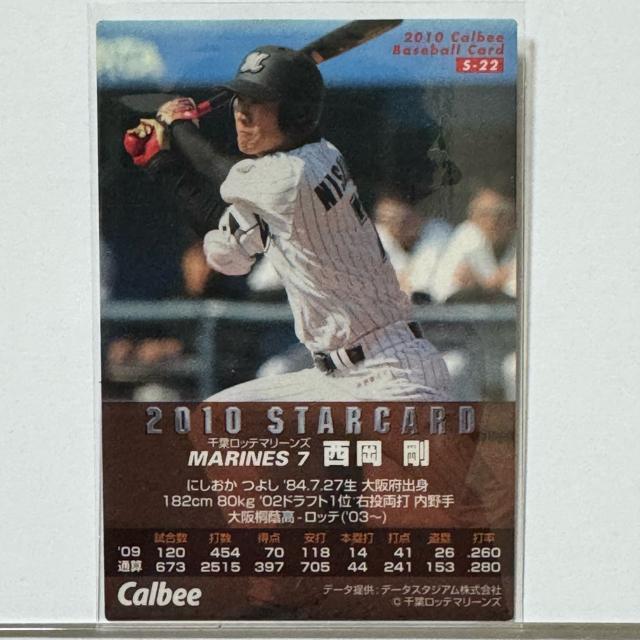 2010 Calbee
Baseball Card
S-22
NIS
2010 STARCARD
千葉ロッテマリーンズ
MARINES 7 西岡 剛
にしおか つよし '84.7.27生 大阪府出身
182cm 80kg '02ドラフト1位 右投両打 内野手
大阪桐蔭高-ロッテ('03~)
試合数 打数 得点 安打 本塁打 打点 盗塁 打率
'09 120 454 70 118 14 41 26 .260
通算 673 2515 397 705 44 241 153 .280
Calbee
データ提供:データスタジアム株式会社
© 千葉ロッテマリーンズ